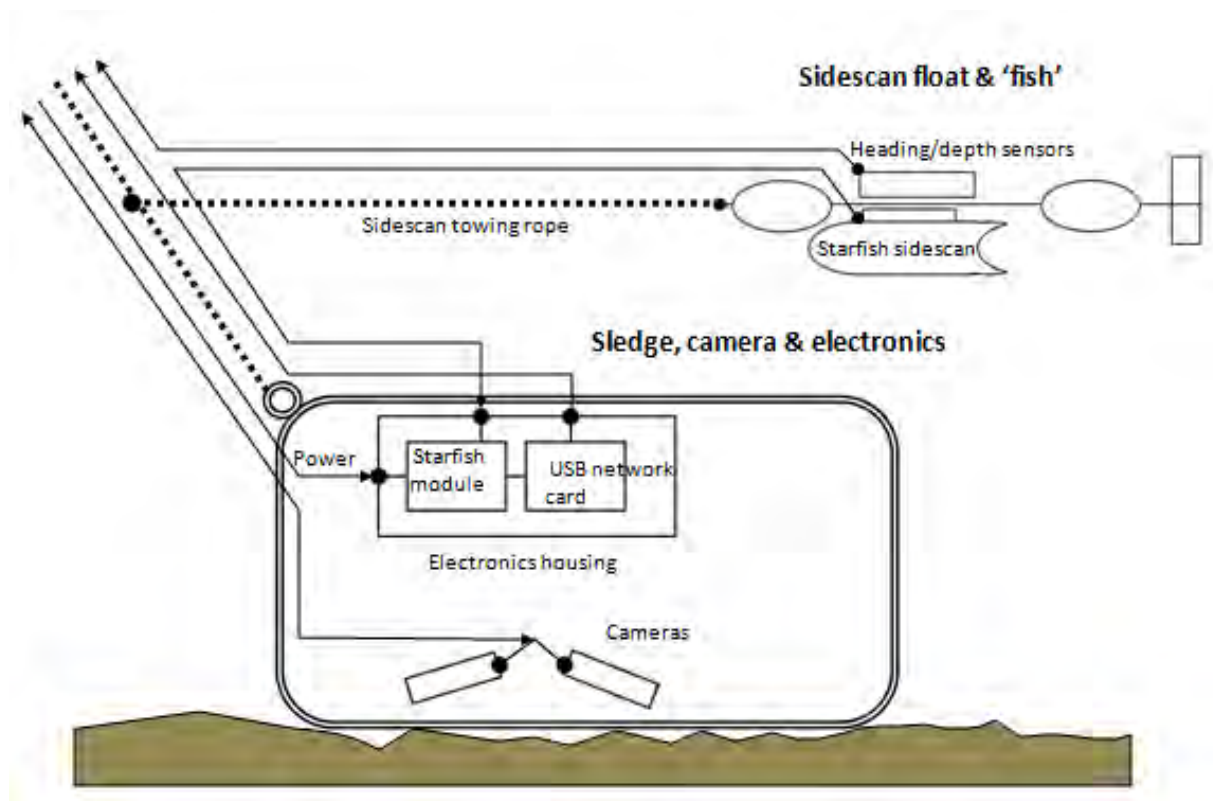 Sidescan float & ‘fish’
Heading/depth sensors
Sidescan towing rope
Starfish sidescan
Sledge, camera & electronics
Power
Starfish
module
USB network
card
Electronics housing
Cameras